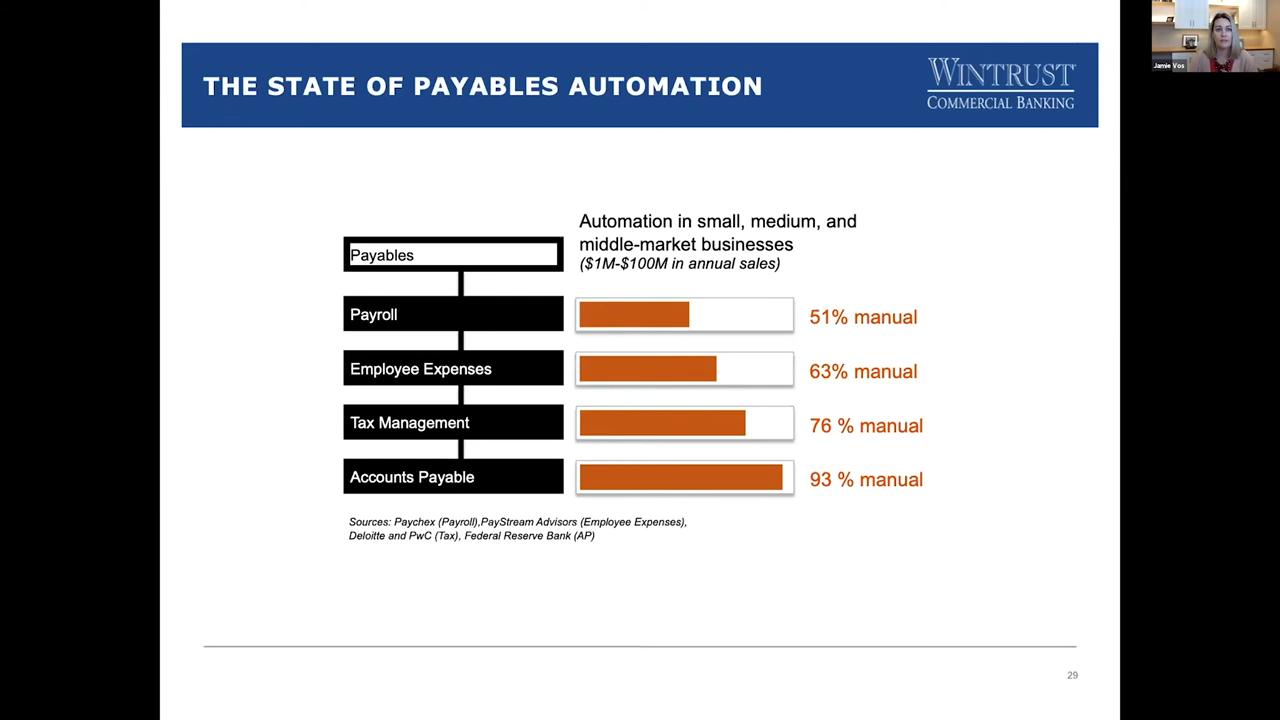 THE STATE OF PAYABLES AUTOMATION
WINTRUST
COMMERCIAL BANKING
Jamie Vos
Automation in small, medium, and
middle-market businesses
($1M-$100M in annual sales)
Payables
Payroll
51% manual
Employee Expenses
63% manual
Tax Management
76 % manual
Accounts Payable
93 % manual
Sources: Paychex (Payroll),PayStream Advisors (Employee Expenses),
Deloitte and PwC (Tax), Federal Reserve Bank (AP)
29